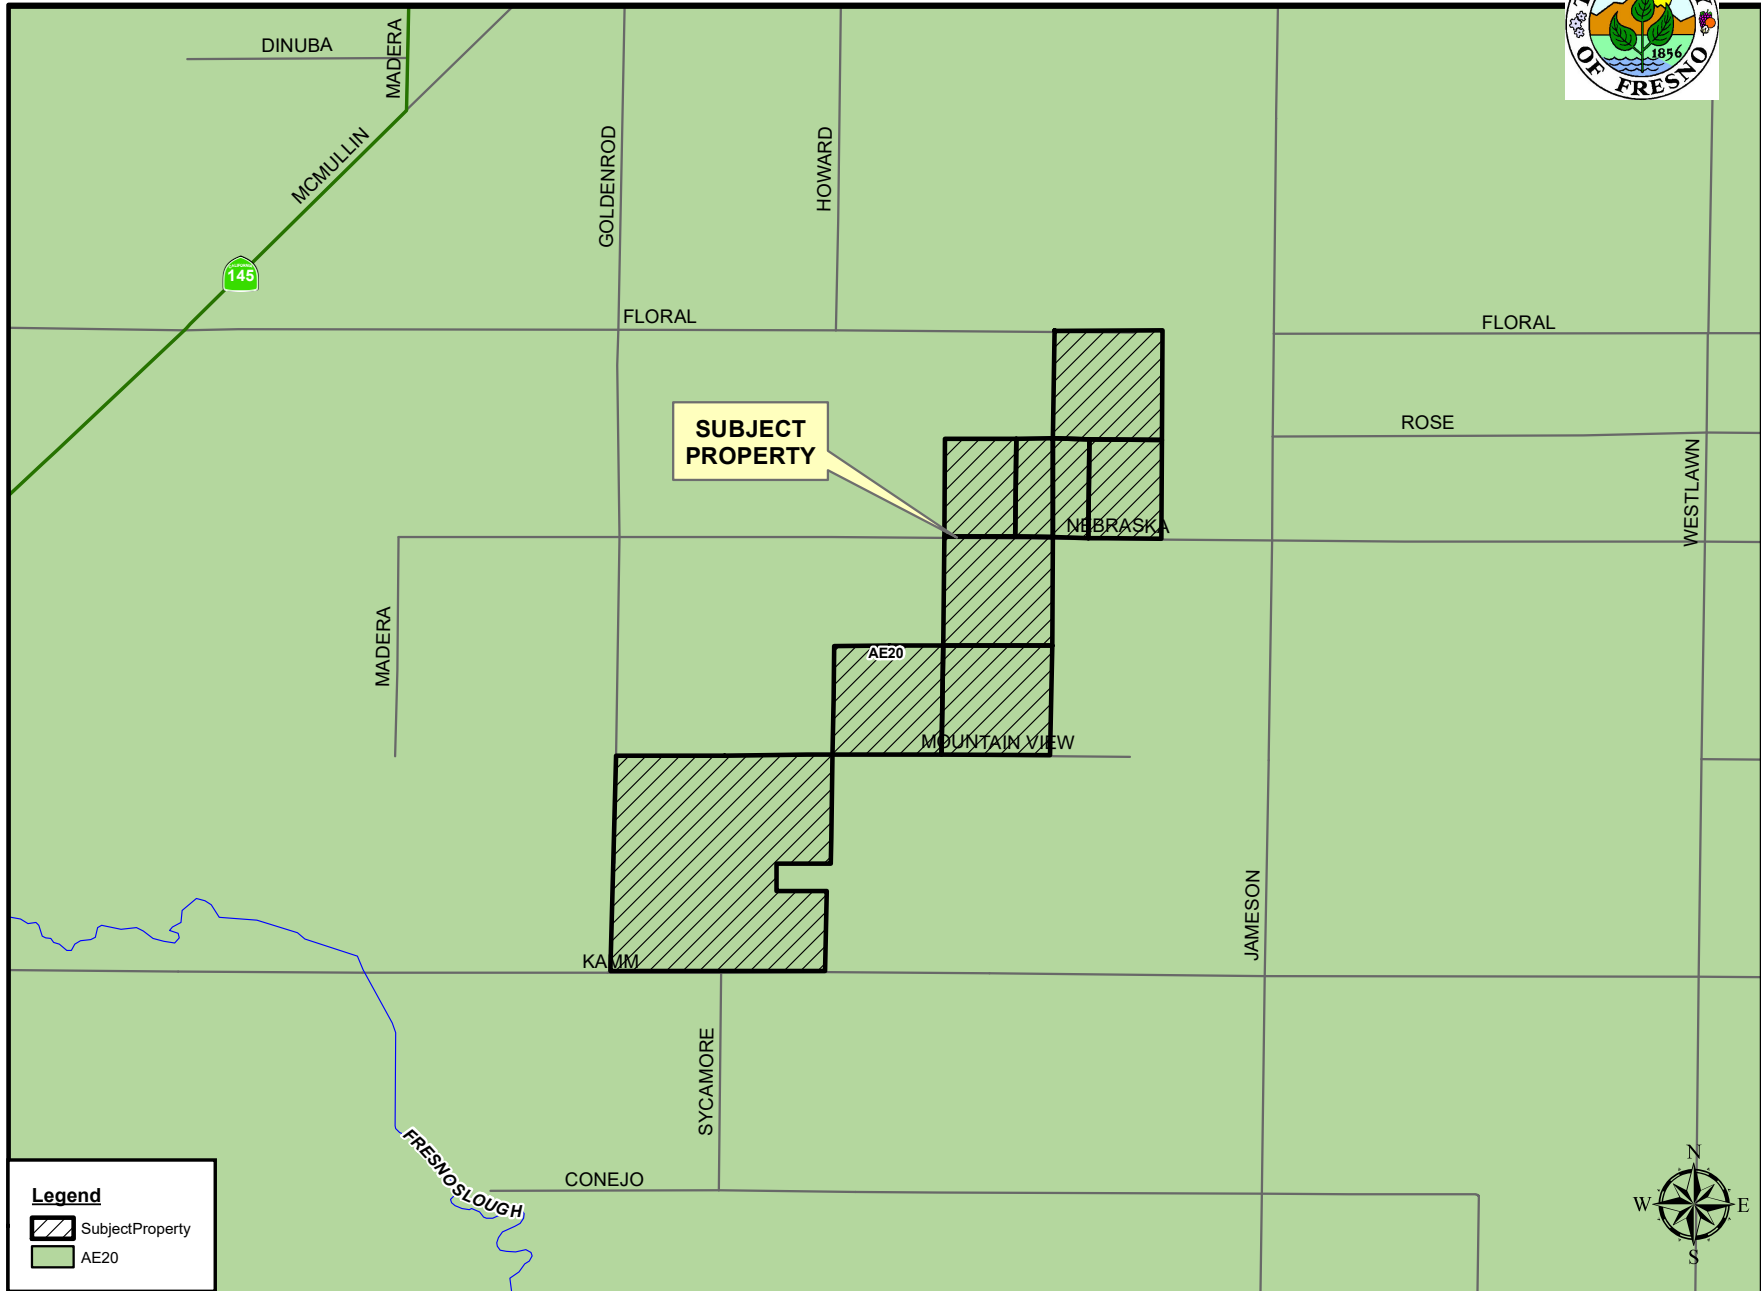 DINUBA
MADERA
MCMULLIN
CALIFORNIA
145
GOLDENROD
HOWARD
OF FRESNO
1856
FLORAL
FLORAL
ROSE
SUBJECT
PROPERTY
WESTLAWN
NEBRASKA
MADERA
AE20
MOUNTAIN VIEW
JAMESON
KAMM
SYCAMORE
FRESNO SLOUGH
CONEJO
Legend
SubjectProperty
AE20
N
W
E
S